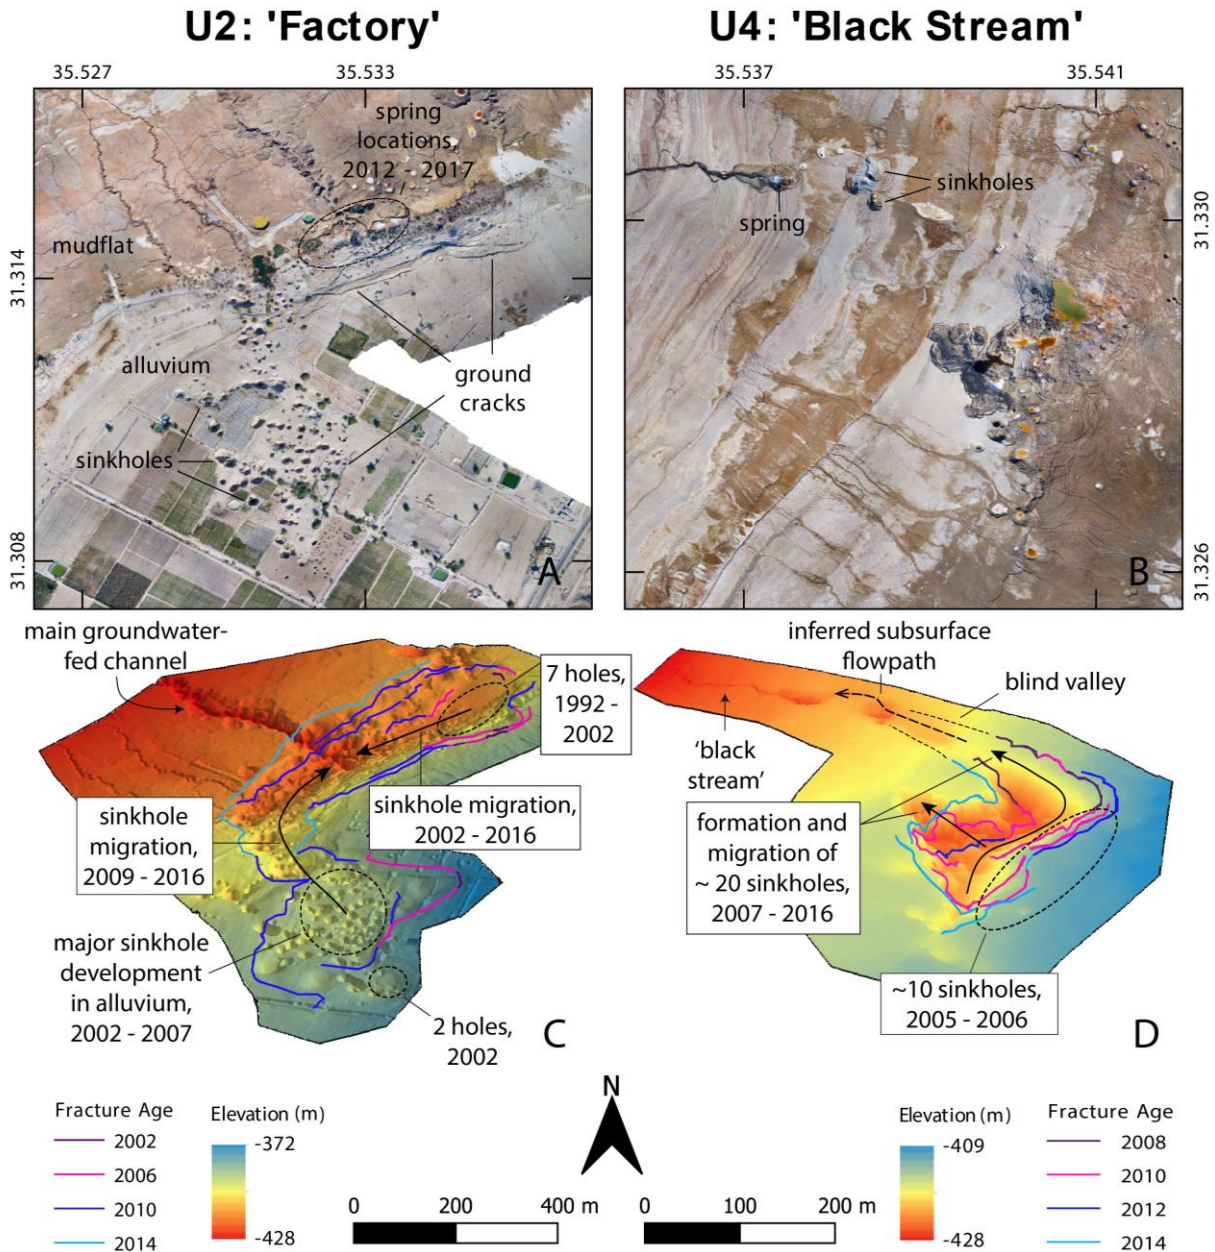 U2: 'Factory'
U4: 'Black Stream'
35.527
35.533
35.537
35.541
spring
locations,
2012 - 2017
mudflat
31.314
alluvium
ground
cracks
sinkholes
31.308
A
sinkholes
spring
31.330
31.326
B
main groundwater-
fed channel
7 holes,
1992 -
2002
sinkhole
migration,
2009 - 2016
sinkhole migration,
2002 - 2016
major sinkhole
development
in alluvium,
2002 - 2007
2 holes,
2002
C
inferred subsurface
flowpath
blind valley
'black
stream'
formation and
migration of
~ 20 sinkholes,
2007 - 2016
~10 sinkholes,
2005 - 2006
D
Fracture Age
2002
2006
2010
2014
Elevation (m)
-372
-428
N
0 200 400 m
0 100 200 m
Elevation (m)
-409
-428
Fracture Age
2008
2010
2012
2014